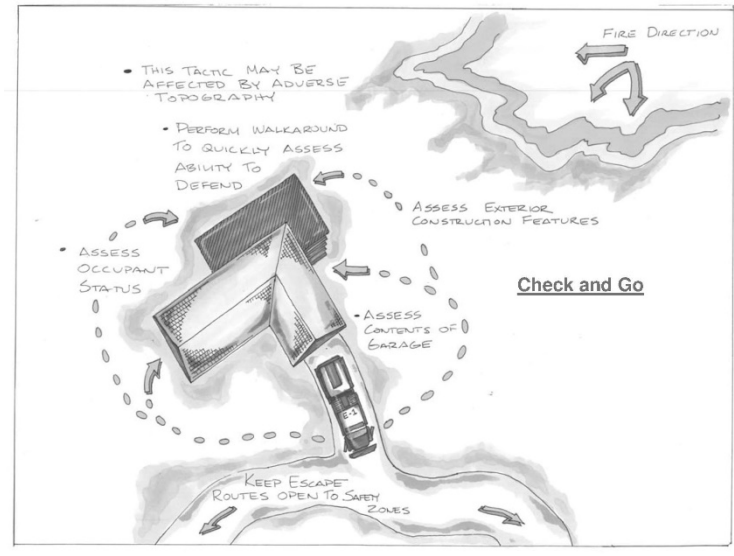 FIRE DIRECTION
• THIS TACTIC MAY BE
AFFECTED BY ADVERSE
TOPOGRAPHY
• PERFORM WALKAROUND
TO QUICKLY ASSESS
ABILITY TO
DEFEND
ASSESS EXTERIOR
CONSTRUCTION FEATURES
• ASSESS
OCCUPANT
STATUS
Check and Go
• ASSESS
CONTENTS OF
GARAGE
E-1
KEEP ESCAPE
ROUTES OPEN TO SAFETY
ZONES